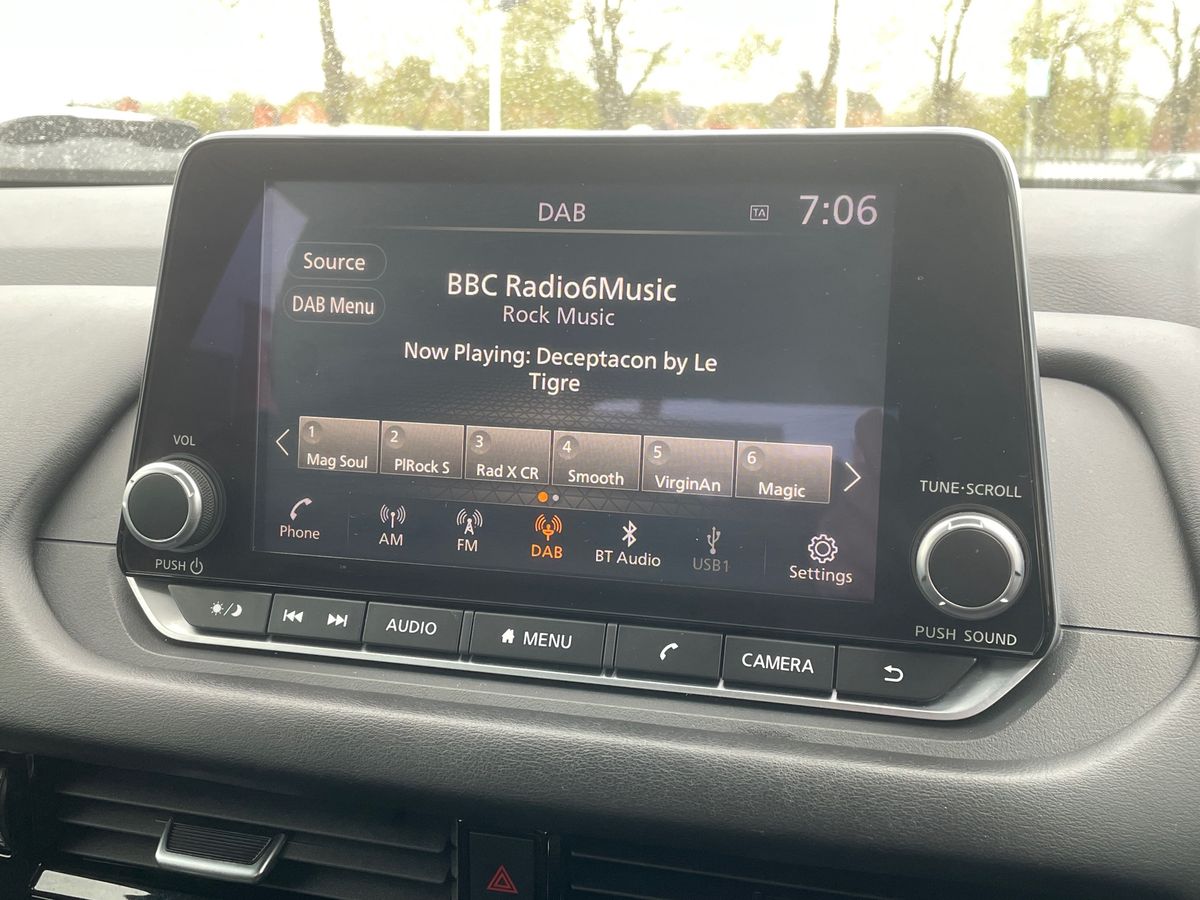 DAB
TA
7:06
Source
DAB Menu
BBC Radio6Music
Rock Music
Now Playing: Deceptacon by Le
Tigre
1
Mag Soul
2
PlRock S
3
Rad X CR
4
Smooth
5
VirginAn
6
Magic
Phone
AM
FM
DAB
BT Audio
USB1
Settings
VOL
PUSH
TUNE·SCROLL
PUSH SOUND
AUDIO
MENU
CAMERA